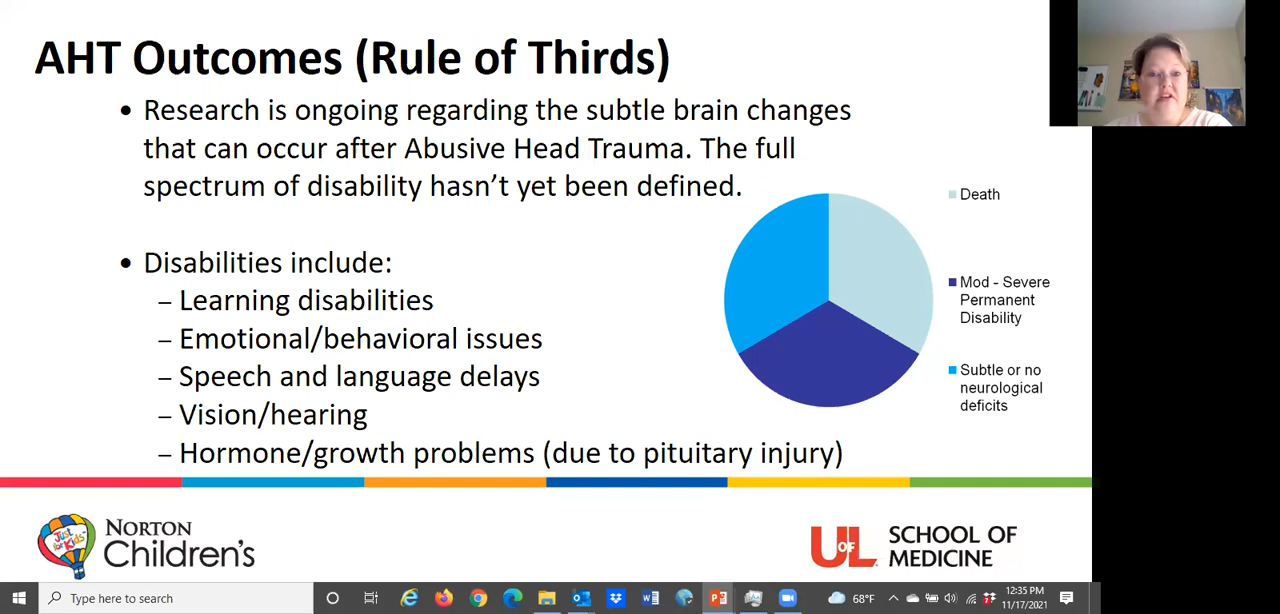 AHT Outcomes (Rule of Thirds)
• Research is ongoing regarding the subtle brain changes
that can occur after Abusive Head Trauma. The full
spectrum of disability hasn't yet been defined.
• Disabilities include:
– Learning disabilities
– Emotional/behavioral issues
– Speech and language delays
– Vision/hearing
– Hormone/growth problems (due to pituitary injury)
Death
Mod - Severe
Permanent
Disability
Subtle or no
neurological
deficits
Just
for Kids
NORTON
Children's
UOFL
SCHOOL OF
MEDICINE
Type here to search
68°F
12:35 PM
11/17/2021